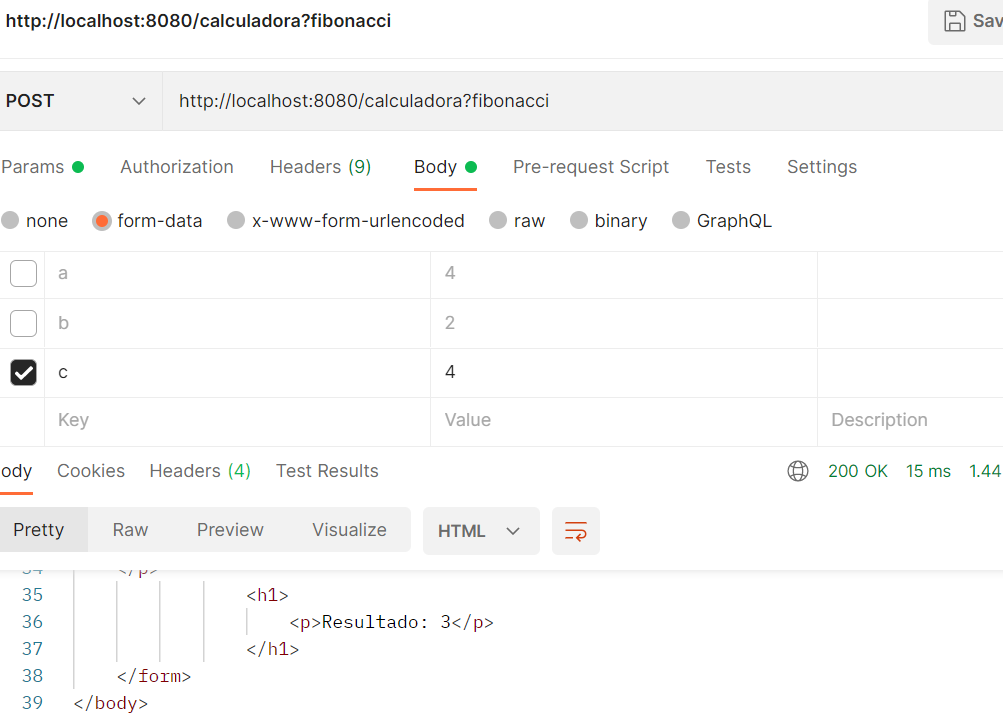 http://localhost:8080/calculadora?fibonacci
Sav
POST http://localhost:8080/calculadora?fibonacci
Params Authorization Headers (9) Body Pre-request Script Tests Settings
none form-data x-www-form-urlencoded raw binary GraphQL
a 4
b 2
c 4
Key Value Description
ody Cookies Headers (4) Test Results 200 OK 15 ms 1.44
Pretty Raw Preview Visualize HTML
34 </p>
35 <h1>
36 <p>Resultado: 3</p>
37 </h1>
38 </form>
39 </body>